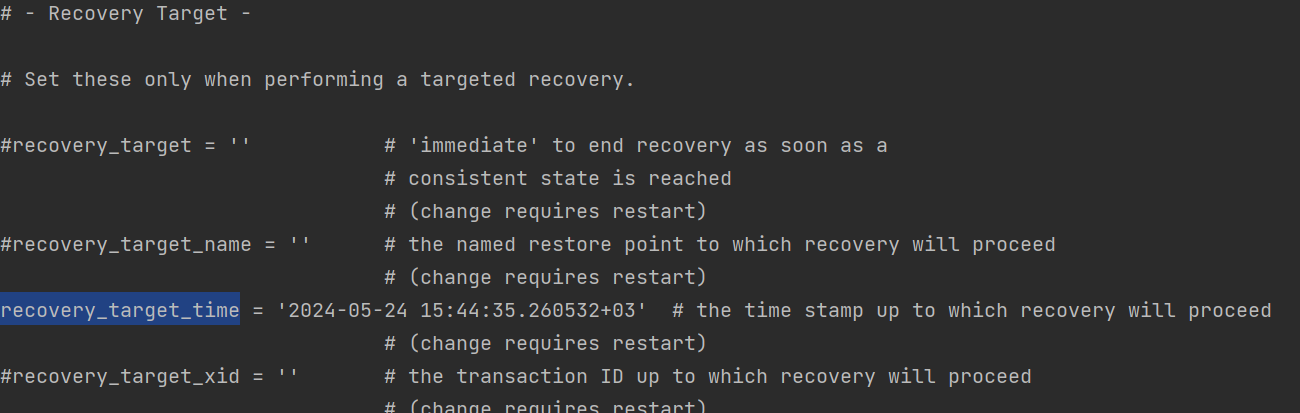 # - Recovery Target -
# Set these only when performing a targeted recovery.
#recovery_target = '' # 'immediate' to end recovery as soon as a
# consistent state is reached
# (change requires restart)
#recovery_target_name = '' # the named restore point to which recovery will proceed
# (change requires restart)
recovery_target_time = '2024-05-24 15:44:35.260532+03' # the time stamp up to which recovery will proceed
# (change requires restart)
#recovery_target_xid = '' # the transaction ID up to which recovery will proceed
# (change requires restart)